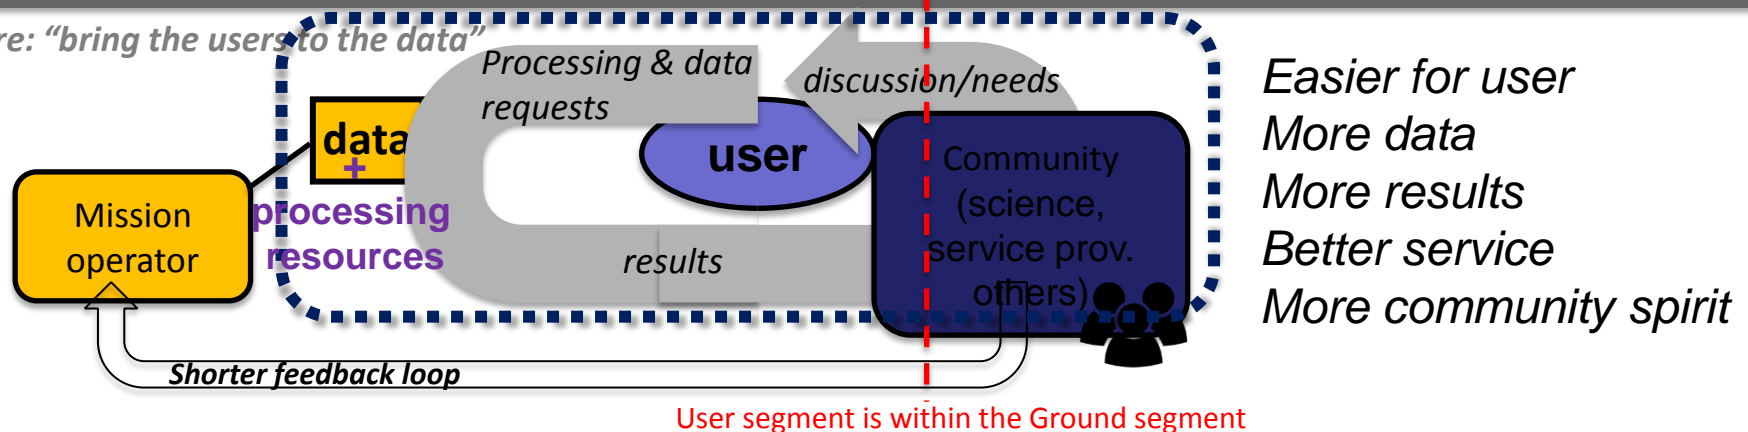 re: “bring the users to the data”
Processing & data
requests
discussion/needs
data
+
processing
resources
user
Mission
operator
Community
(science,
service prov.
others)
results
Shorter feedback loop
User segment is within the Ground segment
Easier for user
More data
More results
Better service
More community spirit